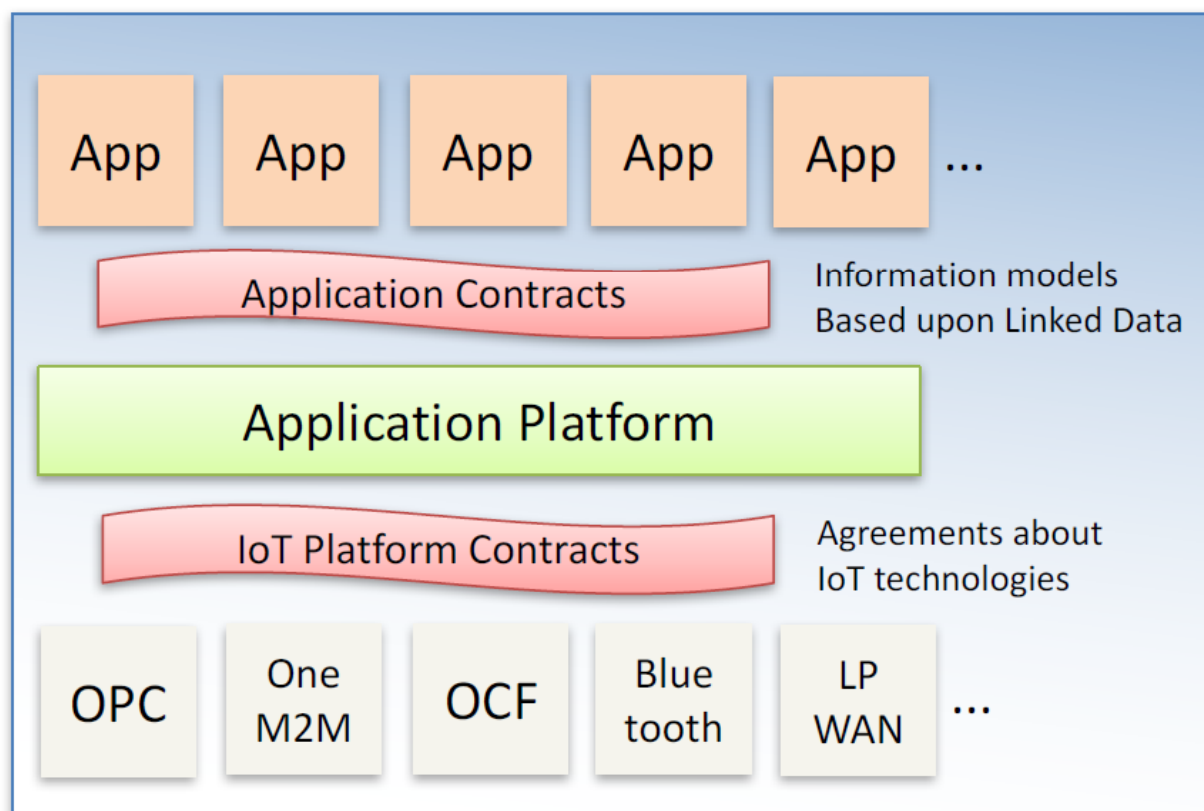 App App App App App ...
Application Contracts
Information models
Based upon Linked Data
Application Platform
IoT Platform Contracts
Agreements about
IoT technologies
OPC
One
M2M
OCF
Blue
tooth
LP
WAN
...